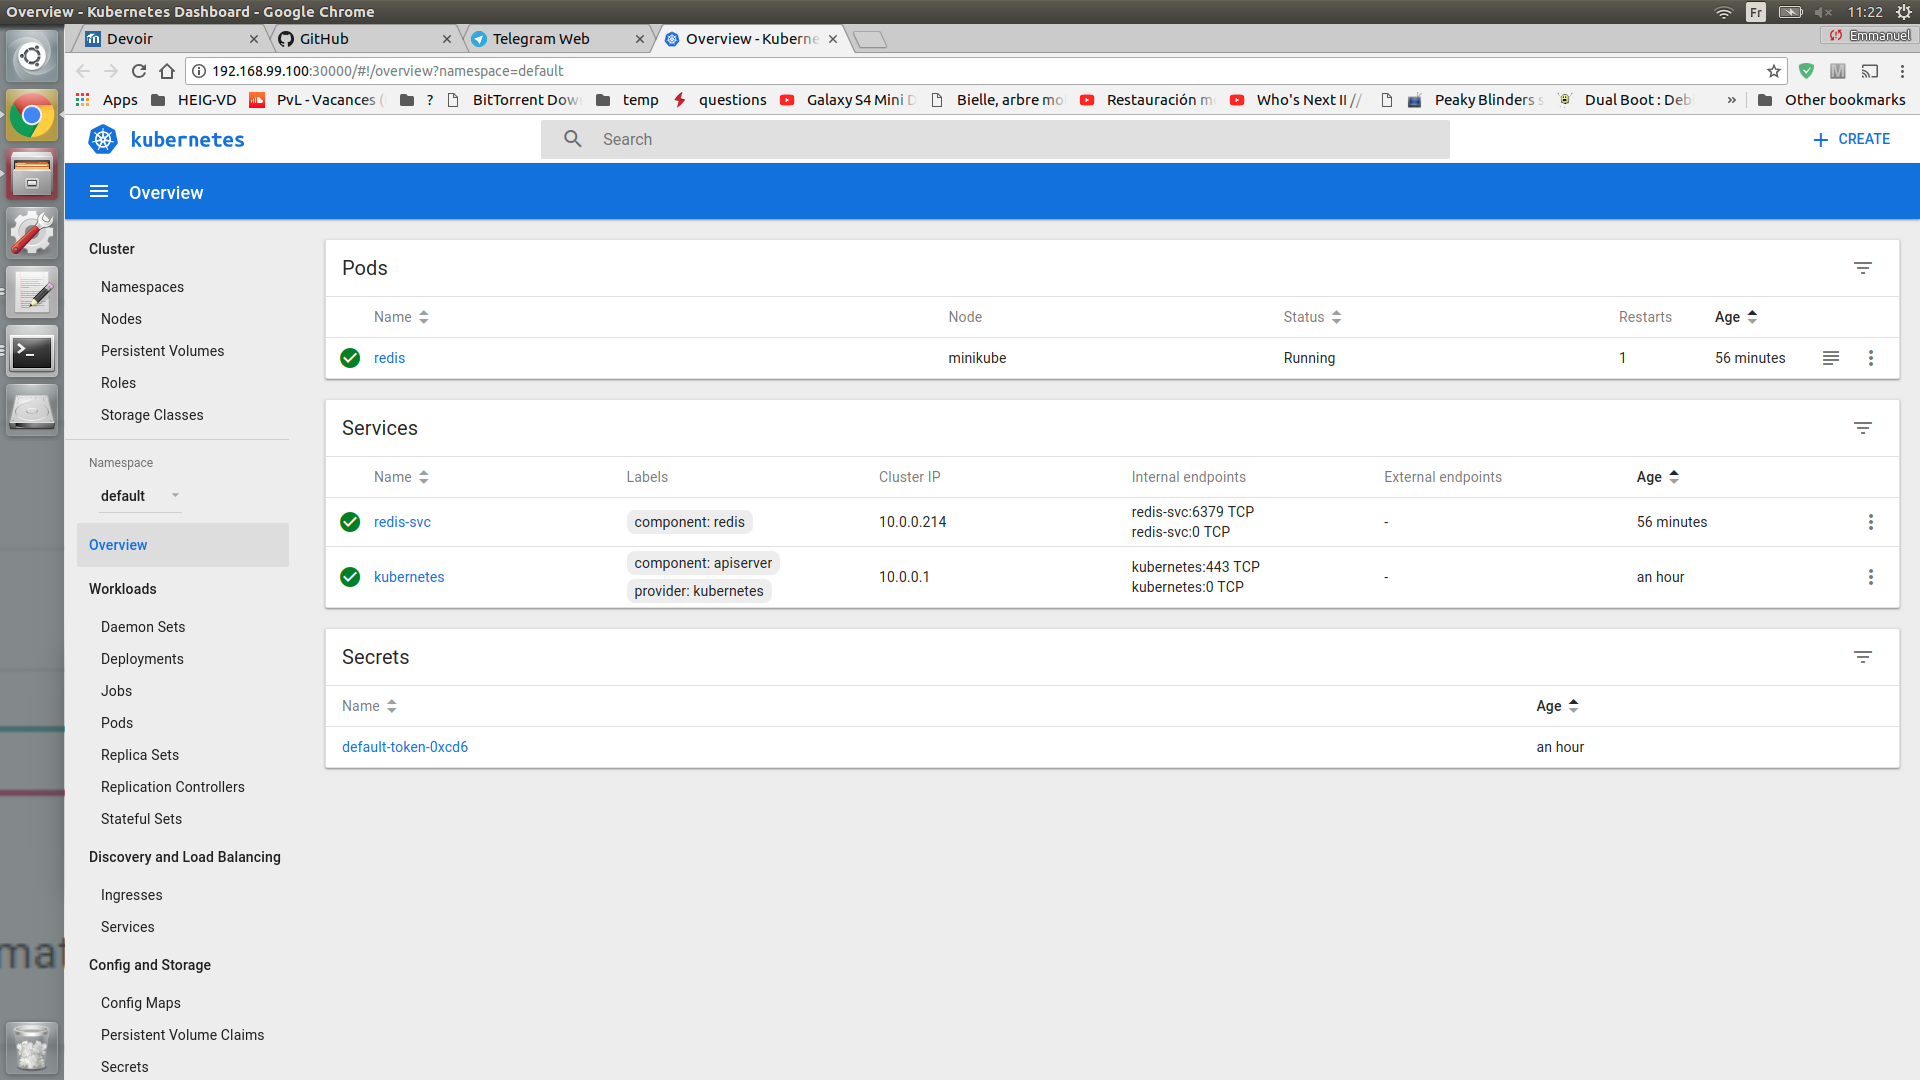 Overview - Kubernetes Dashboard - Google Chrome
Fr
11:22
Devoir
GitHub
Telegram Web
Overview - Kuberne
Emmanuel
192.168.99.100:30000/#!/overview?namespace=default
Apps
HEIG-VD
PvL - Vacances (
?
BitTorrent Dow
temp
questions
Galaxy S4 Mini D
Bielle, arbre mo
Restauración m
Who's Next II //
Peaky Blinders s
Dual Boot : Deb
»
Other bookmarks
kubernetes
Search
+ CREATE
Overview
Cluster
Namespaces
Nodes
Persistent Volumes
Roles
Storage Classes
Namespace
default
Overview
Workloads
Daemon Sets
Deployments
Jobs
Pods
Replica Sets
Replication Controllers
Stateful Sets
Discovery and Load Balancing
Ingresses
Services
Config and Storage
Config Maps
Persistent Volume Claims
Secrets
Pods
Name Node Status Restarts Age
redis minikube Running 1 56 minutes
Services
Name Labels Cluster IP Internal endpoints External endpoints Age
redis-svc component: redis 10.0.0.214 redis-svc:6379 TCP - 56 minutes
redis-svc:0 TCP
kubernetes component: apiserver 10.0.0.1 kubernetes:443 TCP - an hour
provider: kubernetes kubernetes:0 TCP
Secrets
Name Age
default-token-0xcd6 an hour
mat